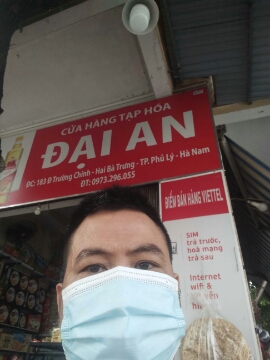 CỬA HÀNG TẠP HÓA
ĐẠI AN
ĐC: 183 Đ Trường Chinh - Hai Bà Trưng - TP. Phủ Lý - Hà Nam
ĐT: 0973.296.055
ĐIỂM BÁN HÀNG VIETTEL
SIM
trả trước,
hoà mạng
trả sau
Internet
wifi &